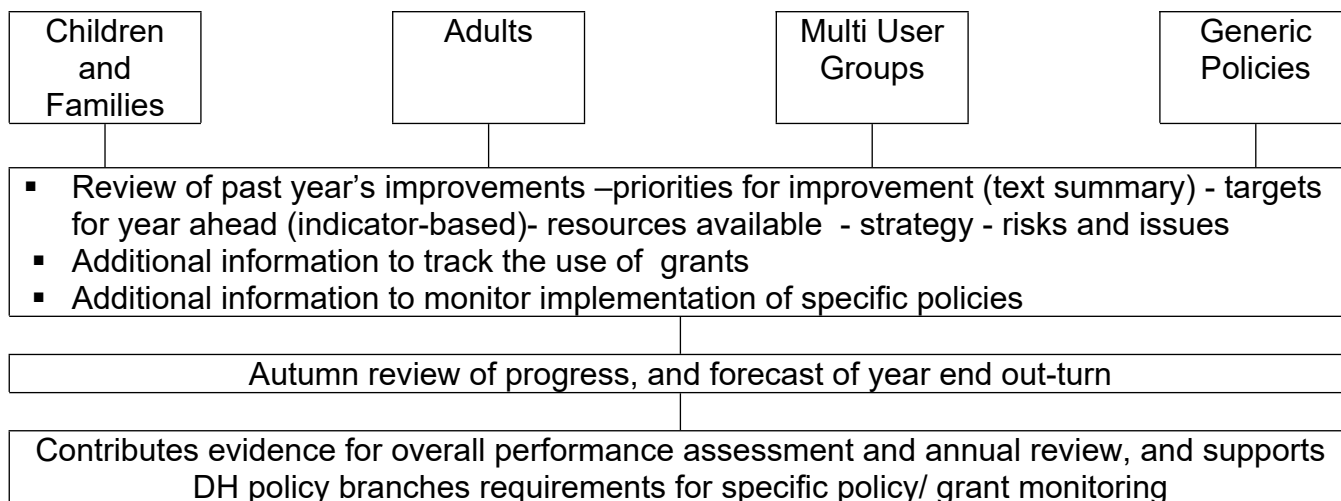 Children
and
Families
Adults
Multi User
Groups
Generic
Policies
▪ Review of past year's improvements –priorities for improvement (text summary) - targets
for year ahead (indicator-based)- resources available - strategy - risks and issues
▪ Additional information to track the use of grants
▪ Additional information to monitor implementation of specific policies
Autumn review of progress, and forecast of year end out-turn
Contributes evidence for overall performance assessment and annual review, and supports
DH policy branches requirements for specific policy/ grant monitoring